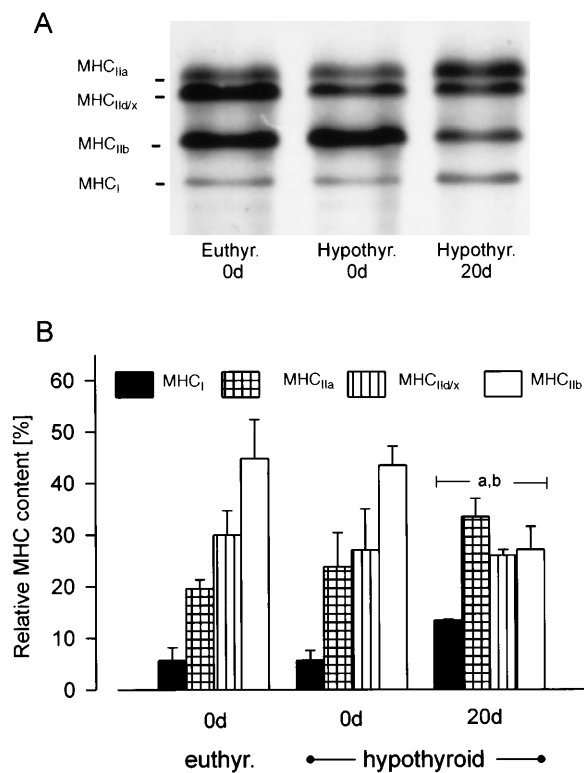 A
MHCIIa
MHCIId/x
MHCIIb
MHCI
Euthyr. Hypothyr. Hypothyr.
0d 0d 20d
B
MHCI MHCIIa MHCIId/x MHCIIb
Relative MHC content [%]
60
50
40
30
20
10
0
a,b
0d 0d 20d
euthyr. hypothyroid